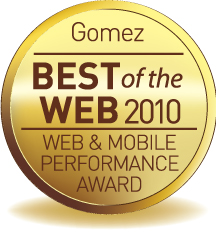 Gomez
BEST of the
WEB 2010
WEB & MOBILE
PERFORMANCE
AWARD